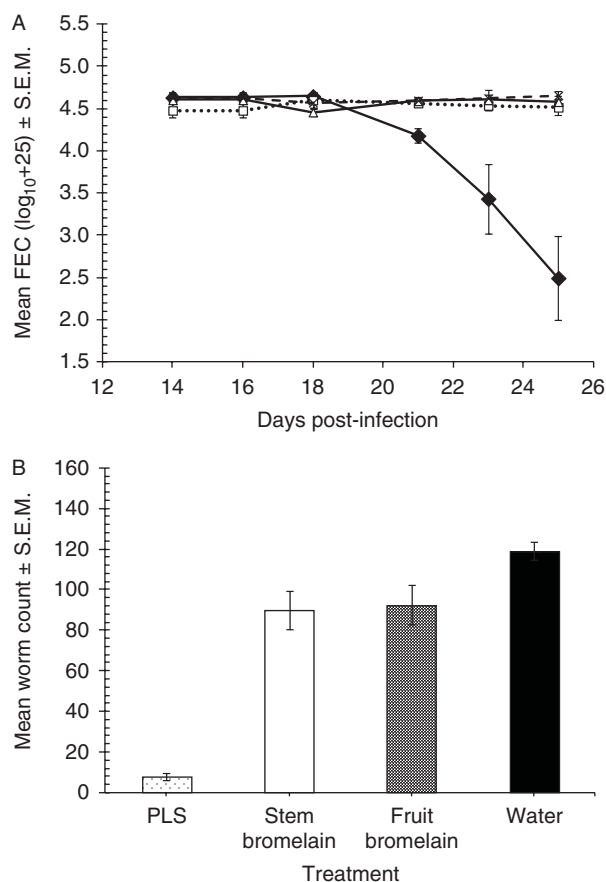 A
Mean FEC (log10+25) ± S.E.M.
5.0
4.5
4.0
3.5
3.0
2.5
2.0
1.5
12 14 16 18 20 22 24 26
Days post-infection
B
Mean worm count ± S.E.M.
160
140
120
100
80
60
40
20
0
PLS Stem bromelain Fruit bromelain Water
Treatment